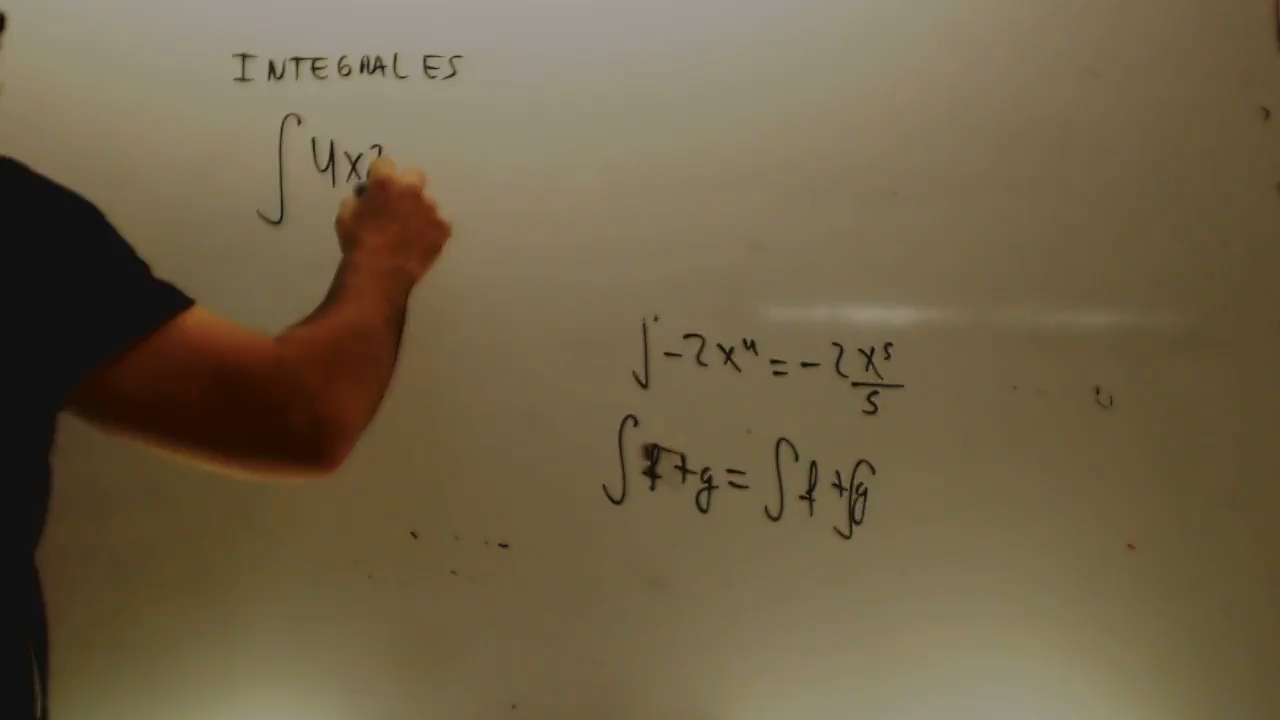 INTEGRALES
∫ 4x
∫ -2x⁴ = -2 x⁵/5
∫ f + g = ∫ f + ∫ g